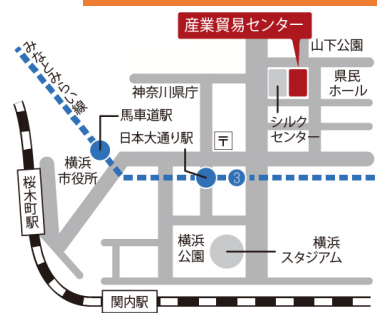 産業貿易センター
山下公園
みなとみらい線
神奈川県庁
県民
ホール
馬車道駅
シルク
センター
日本大通り駅
〒
横浜
市役所
3
桜木町駅
横浜
公園
横浜
スタジアム
関内駅